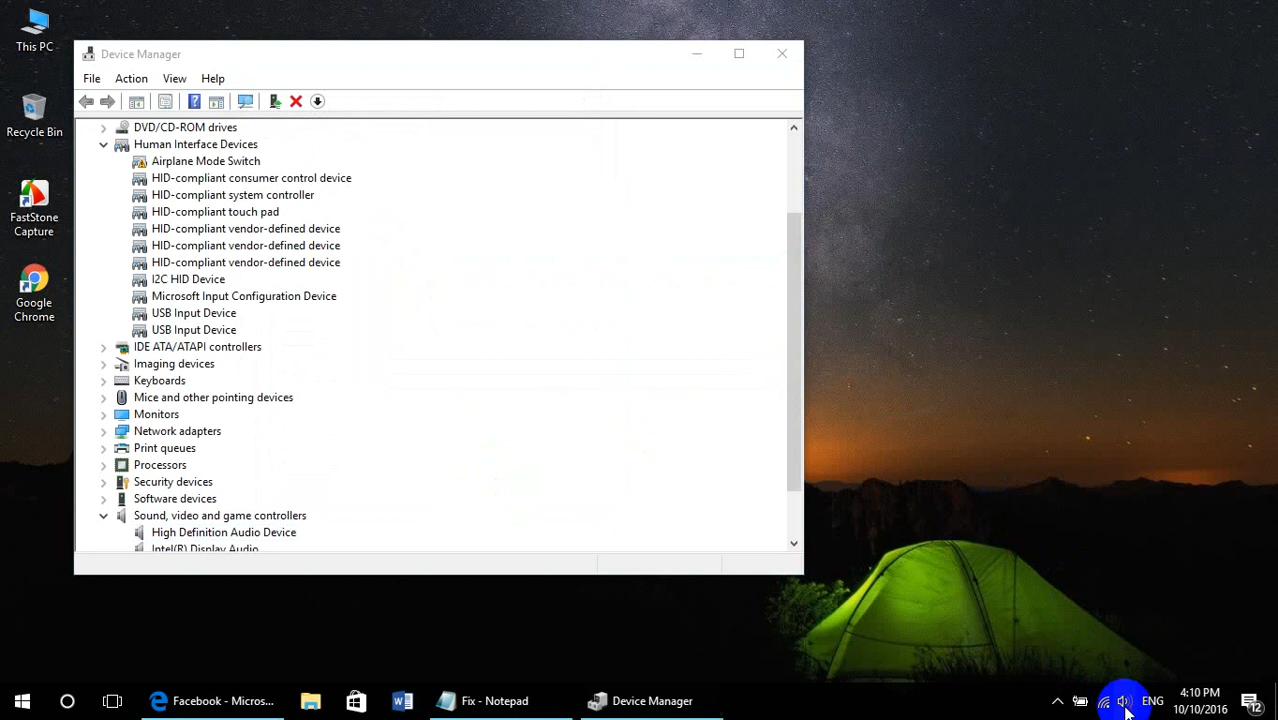 This PC
Recycle Bin
FastStone
Capture
Google
Chrome
Device Manager
File Action View Help
DVD/CD-ROM drives
Human Interface Devices
Airplane Mode Switch
HID-compliant consumer control device
HID-compliant system controller
HID-compliant touch pad
HID-compliant vendor-defined device
HID-compliant vendor-defined device
HID-compliant vendor-defined device
I2C HID Device
Microsoft Input Configuration Device
USB Input Device
USB Input Device
IDE ATA/ATAPI controllers
Imaging devices
Keyboards
Mice and other pointing devices
Monitors
Network adapters
Print queues
Processors
Security devices
Software devices
Sound, video and game controllers
High Definition Audio Device
Intel(R) Display Audio
Facebook - Micros...
Fix - Notepad
Device Manager
ENG
4:10 PM
10/10/2016
12